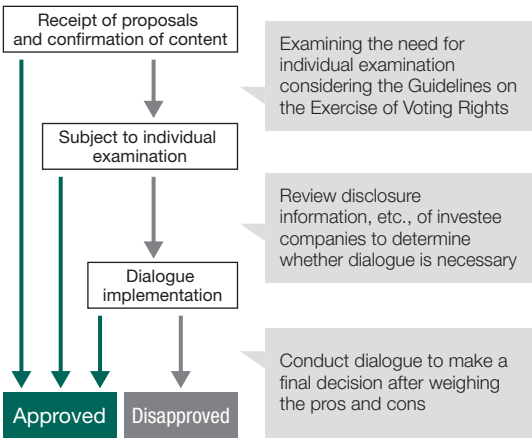 Receipt of proposals
and confirmation of content
Examining the need for
individual examination
considering the Guidelines on
the Exercise of Voting Rights
Subject to individual
examination
Review disclosure
information, etc., of investee
companies to determine
whether dialogue is necessary
Dialogue
implementation
Conduct dialogue to make a
final decision after weighing
the pros and cons
Approved
Disapproved